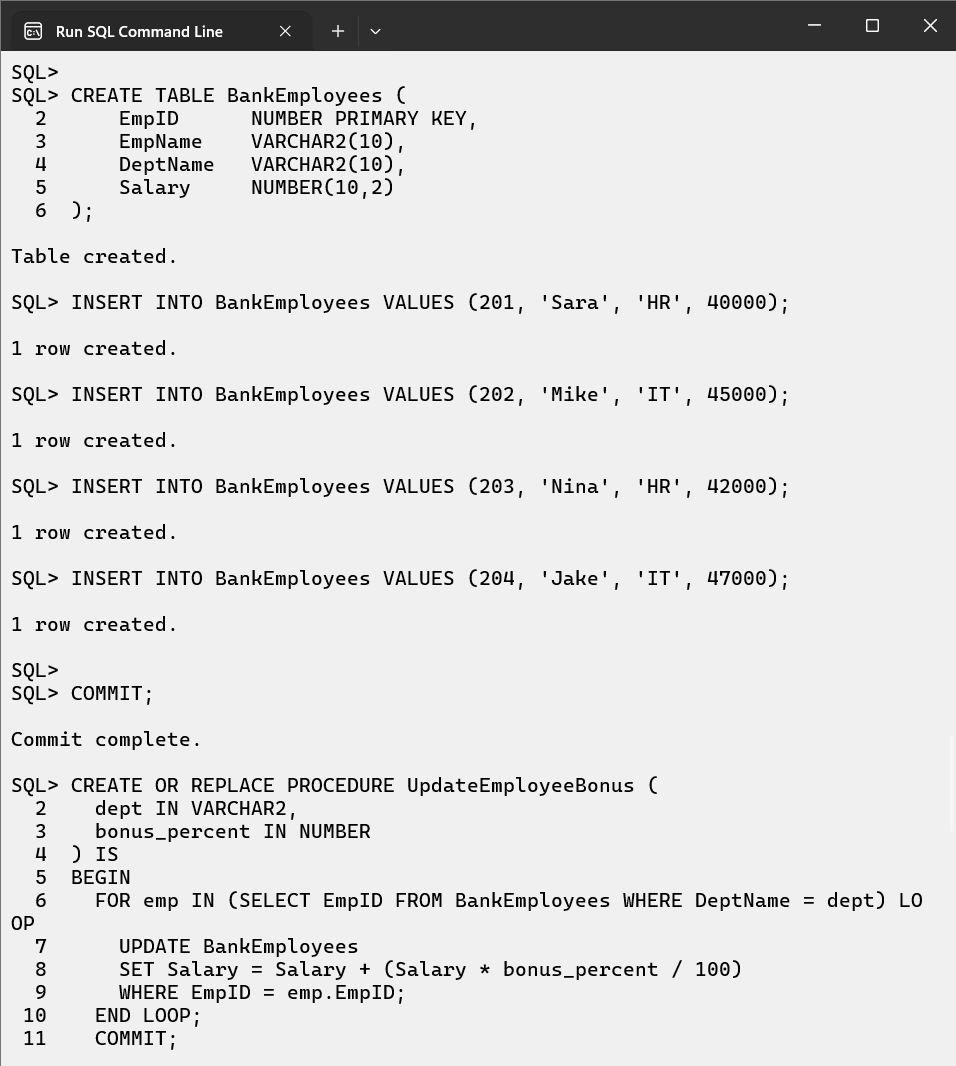 Run SQL Command Line
SQL>
SQL> CREATE TABLE BankEmployees (
  2      EmpID      NUMBER PRIMARY KEY,
  3      EmpName    VARCHAR2(10),
  4      DeptName   VARCHAR2(10),
  5      Salary     NUMBER(10,2)
  6  );
Table created.
SQL> INSERT INTO BankEmployees VALUES (201, 'Sara', 'HR', 40000);
1 row created.
SQL> INSERT INTO BankEmployees VALUES (202, 'Mike', 'IT', 45000);
1 row created.
SQL> INSERT INTO BankEmployees VALUES (203, 'Nina', 'HR', 42000);
1 row created.
SQL> INSERT INTO BankEmployees VALUES (204, 'Jake', 'IT', 47000);
1 row created.
SQL>
SQL> COMMIT;
Commit complete.
SQL> CREATE OR REPLACE PROCEDURE UpdateEmployeeBonus (
  2    dept IN VARCHAR2,
  3    bonus_percent IN NUMBER
  4  ) IS
  5  BEGIN
  6    FOR emp IN (SELECT EmpID FROM BankEmployees WHERE DeptName = dept) LO
OP
  7      UPDATE BankEmployees
  8      SET Salary = Salary + (Salary * bonus_percent / 100)
  9      WHERE EmpID = emp.EmpID;
 10    END LOOP;
 11    COMMIT;